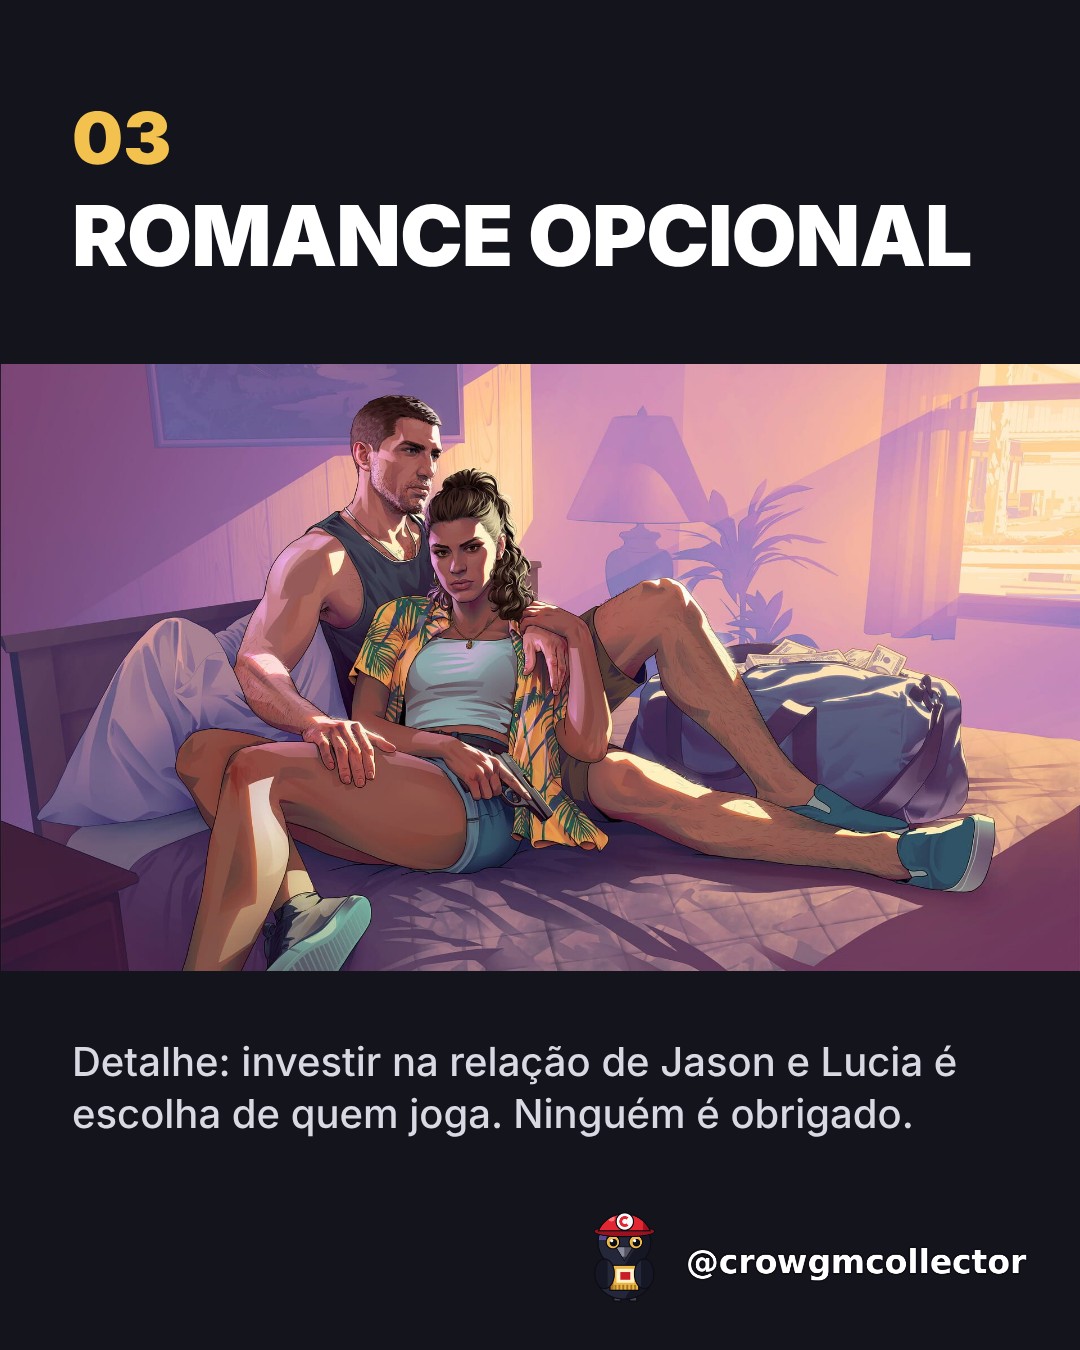 03
ROMANCE OPCIONAL
Detalhe: investir na relação de Jason e Lucia é
escolha de quem joga. Ninguém é obrigado.
C
@crowgmcollector